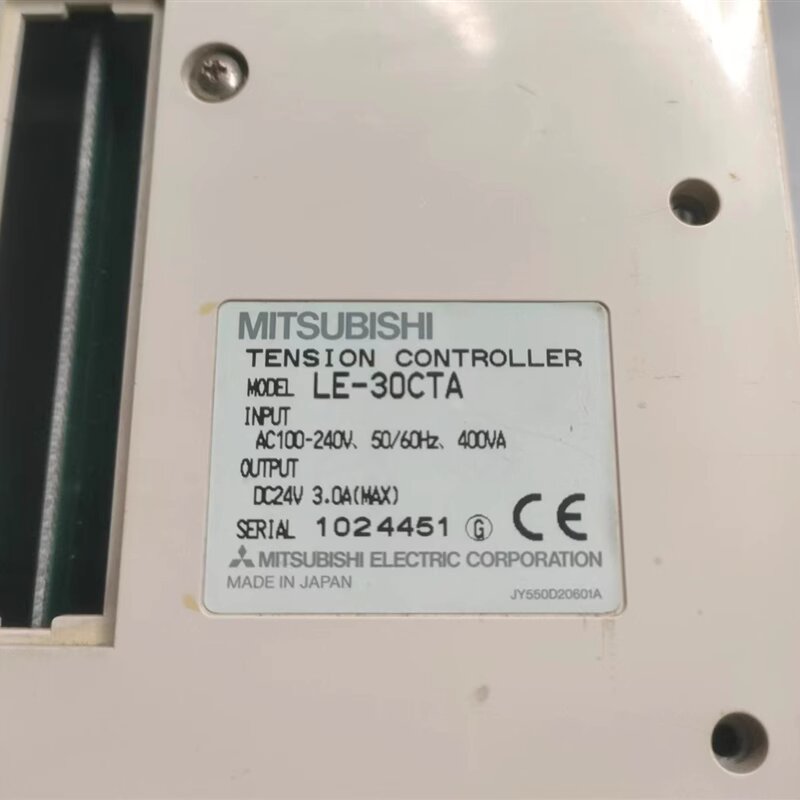 MITSUBISHI
TENSION CONTROLLER
MODEL LE-30CTA
INPUT
AC100-240V、50/60Hz、400VA
OUTPUT
DC24V 3.0A(MAX)
SERIAL 1024451 Ⓖ CE
MITSUBISHI ELECTRIC CORPORATION
MADE IN JAPAN
JY550D20601A